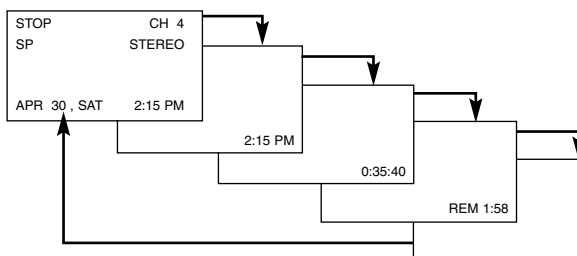 STOP CH 4
SP STEREO
APR 30 , SAT 2:15 PM
2:15 PM
0:35:40
REM 1:58